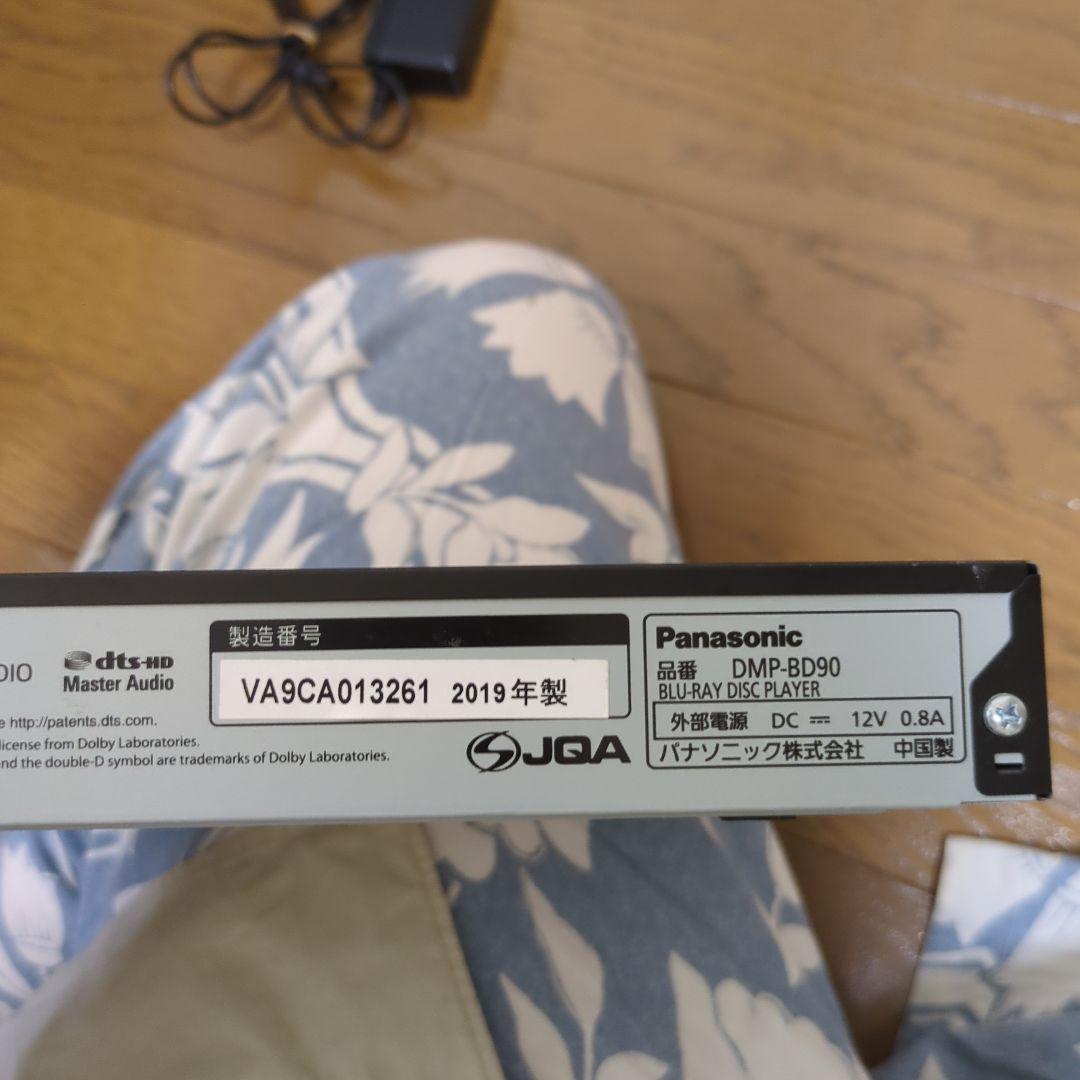 dts-HD
Master Audio
http://patents.dts.com.
license from Dolby Laboratories.
and the double-D symbol are trademarks of Dolby Laboratories.
製造番号
VA9CA013261 2019年製
JQA
Panasonic
品番 DMP-BD90
BLU-RAY DISC PLAYER
外部電源 DC ⎓ 12V 0.8A
パナソニック株式会社 中国製